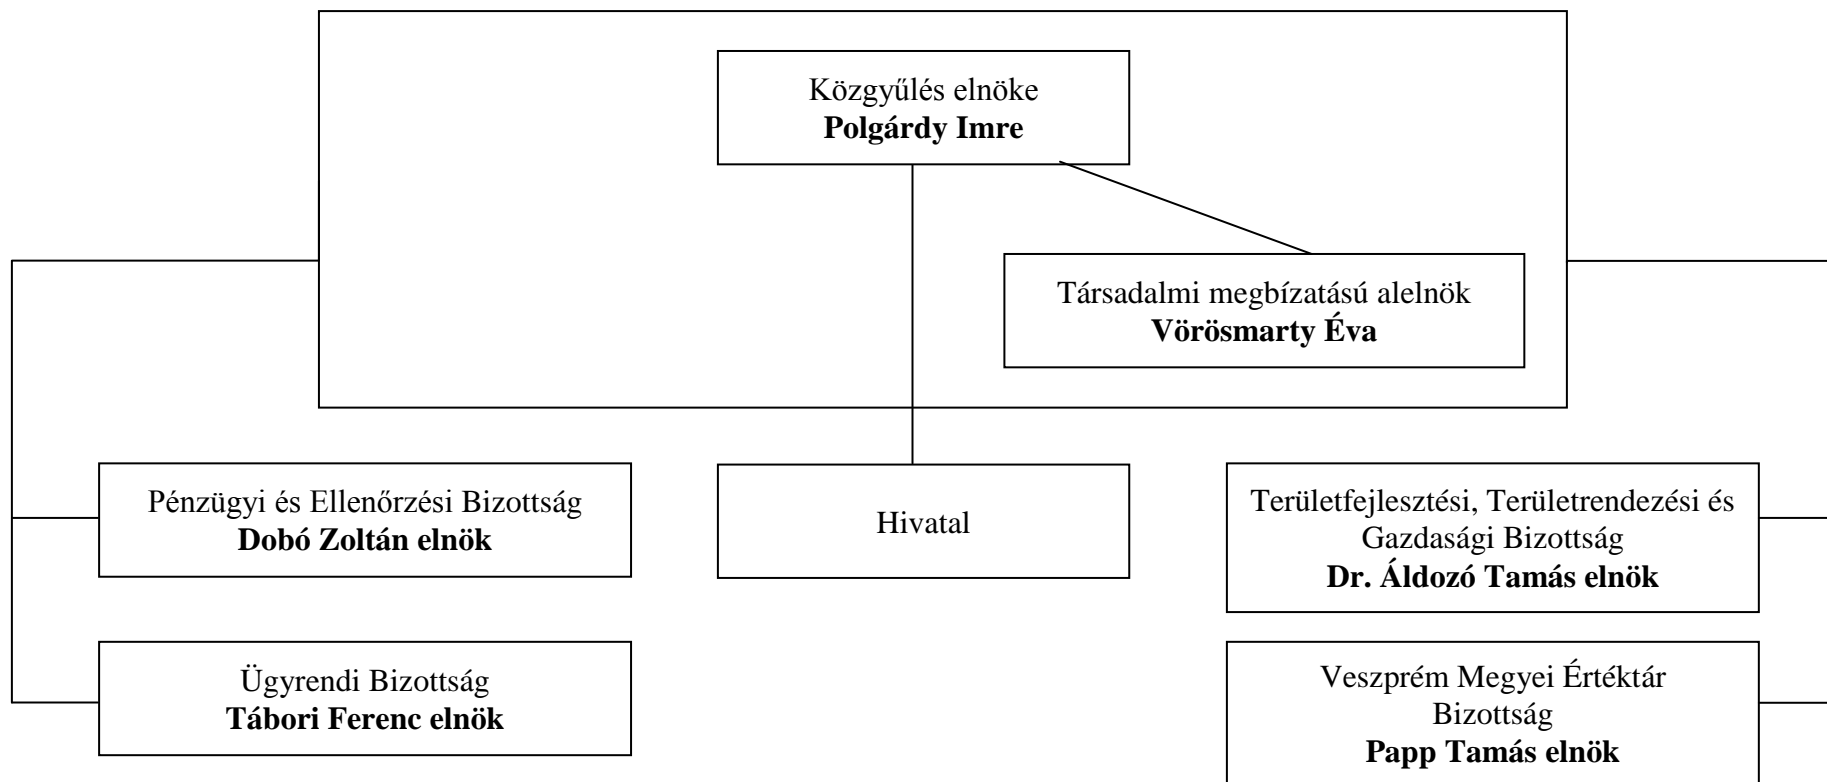 Közgyűlés elnöke
Polgárdy Imre
Társadalmi megbízatású alelnök
Vörösmarty Éva
Pénzügyi és Ellenőrzési Bizottság
Dobó Zoltán elnök
Hivatal
Területfejlesztési, Területrendezési és
Gazdasági Bizottság
Dr. Áldozó Tamás elnök
Ügyrendi Bizottság
Tábori Ferenc elnök
Veszprém Megyei Értéktár
Bizottság
Papp Tamás elnök